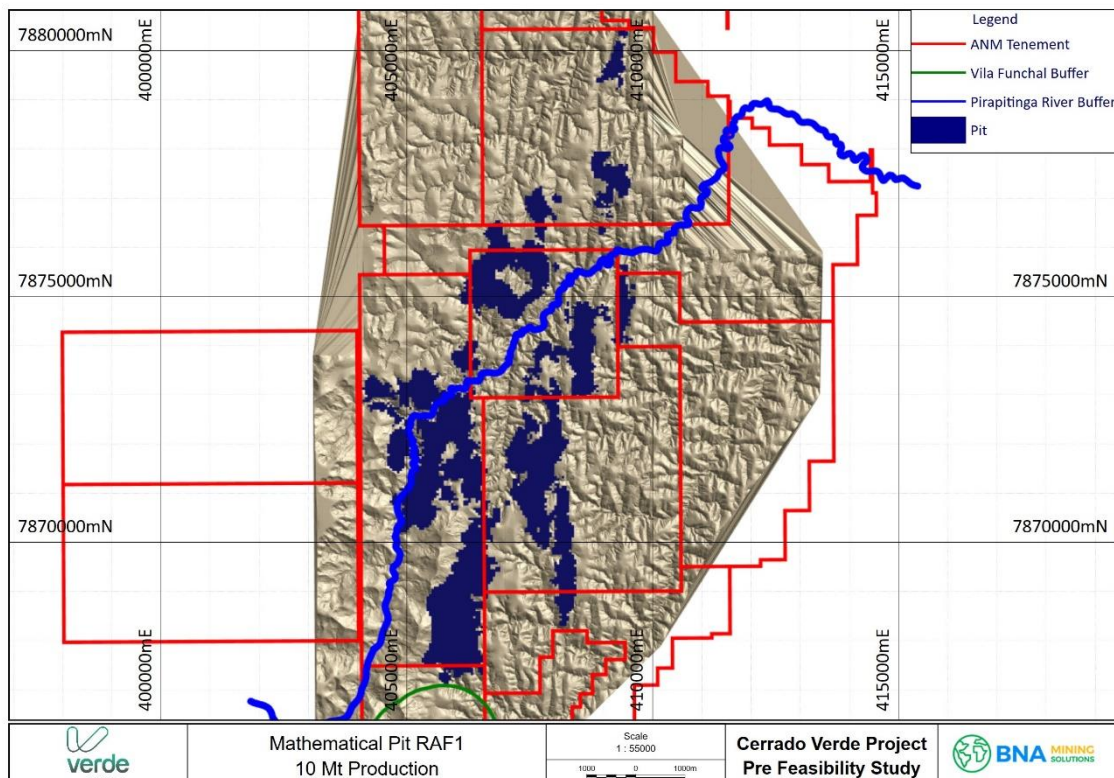 7880000mN
400000mE
405000mE
410000mE
415000mE
Legend
ANM Tenement
Vila Funchal Buffer
Pirapitinga River Buffer
Pit
7875000mN
7875000mN
7870000mN
7870000mN
400000mE
405000mE
410000mE
415000mE
verde
Mathematical Pit RAF1
10 Mt Production
Scale
1 : 55000
1000 0 1000m
Cerrado Verde Project
Pre Feasibility Study
BNA MINING
SOLUTIONS